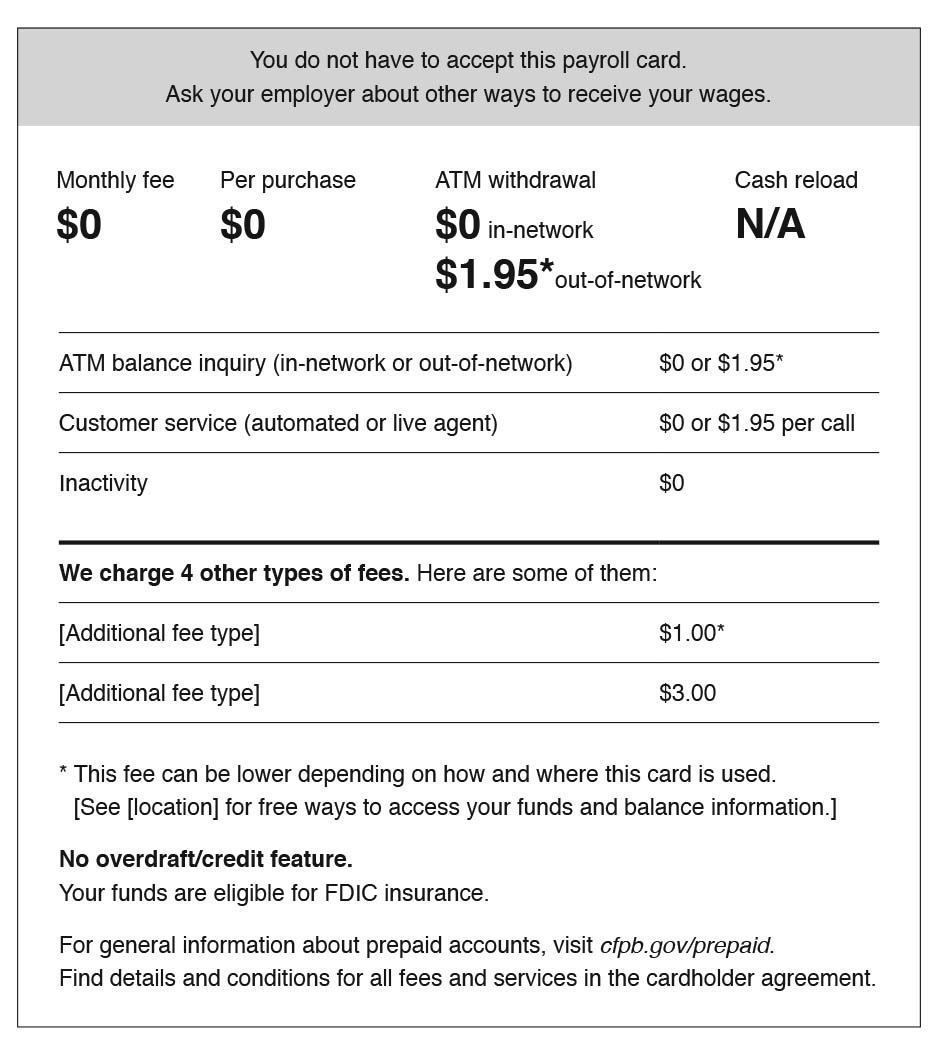 You do not have to accept this payroll card.
Ask your employer about other ways to receive your wages.
Monthly fee Per purchase ATM withdrawal Cash reload
$0 $0 $0 in-network N/A
$1.95* out-of-network
ATM balance inquiry (in-network or out-of-network) $0 or $1.95*
Customer service (automated or live agent) $0 or $1.95 per call
Inactivity $0
We charge 4 other types of fees. Here are some of them:
[Additional fee type] $1.00*
[Additional fee type] $3.00
* This fee can be lower depending on how and where this card is used.
[See [location] for free ways to access your funds and balance information.]
No overdraft/credit feature.
Your funds are eligible for FDIC insurance.
For general information about prepaid accounts, visit cfpb.gov/prepaid.
Find details and conditions for all fees and services in the cardholder agreement.